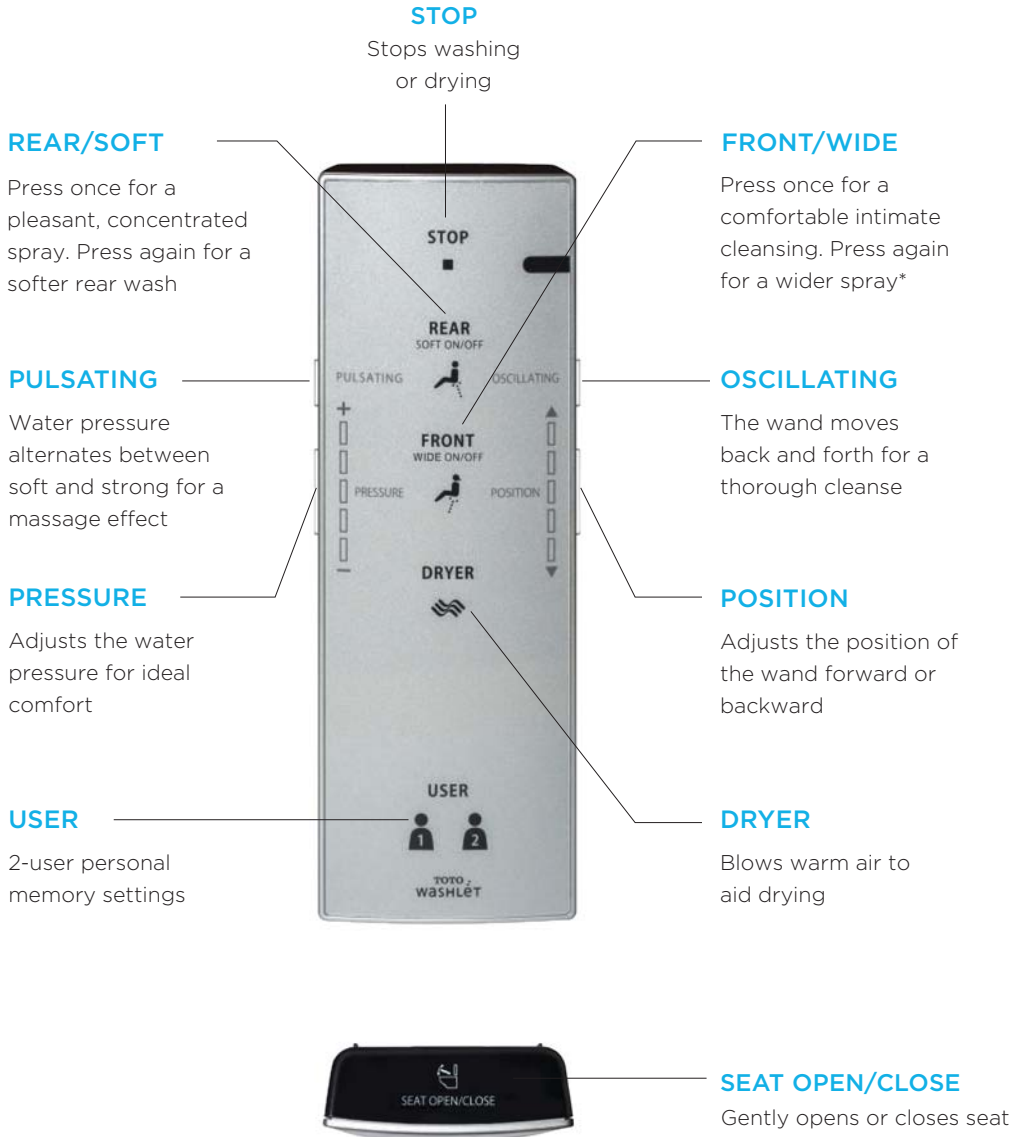 STOP
Stops washing
or drying
REAR/SOFT
Press once for a
pleasant, concentrated
spray. Press again for a
softer rear wash
FRONT/WIDE
Press once for a
comfortable intimate
cleansing. Press again
for a wider spray*
STOP
REAR
SOFT ON/OFF
PULSATING
OSCILLATING
+
FRONT
WIDE ON/OFF
PRESSURE
POSITION
−
DRYER
USER
1 2
TOTO
WASHLET
PULSATING
Water pressure
alternates between
soft and strong for a
massage effect
OSCILLATING
The wand moves
back and forth for a
thorough cleanse
PRESSURE
Adjusts the water
pressure for ideal
comfort
POSITION
Adjusts the position of
the wand forward or
backward
USER
2-user personal
memory settings
DRYER
Blows warm air to
aid drying
SEAT OPEN/CLOSE
SEAT OPEN/CLOSE
Gently opens or closes seat